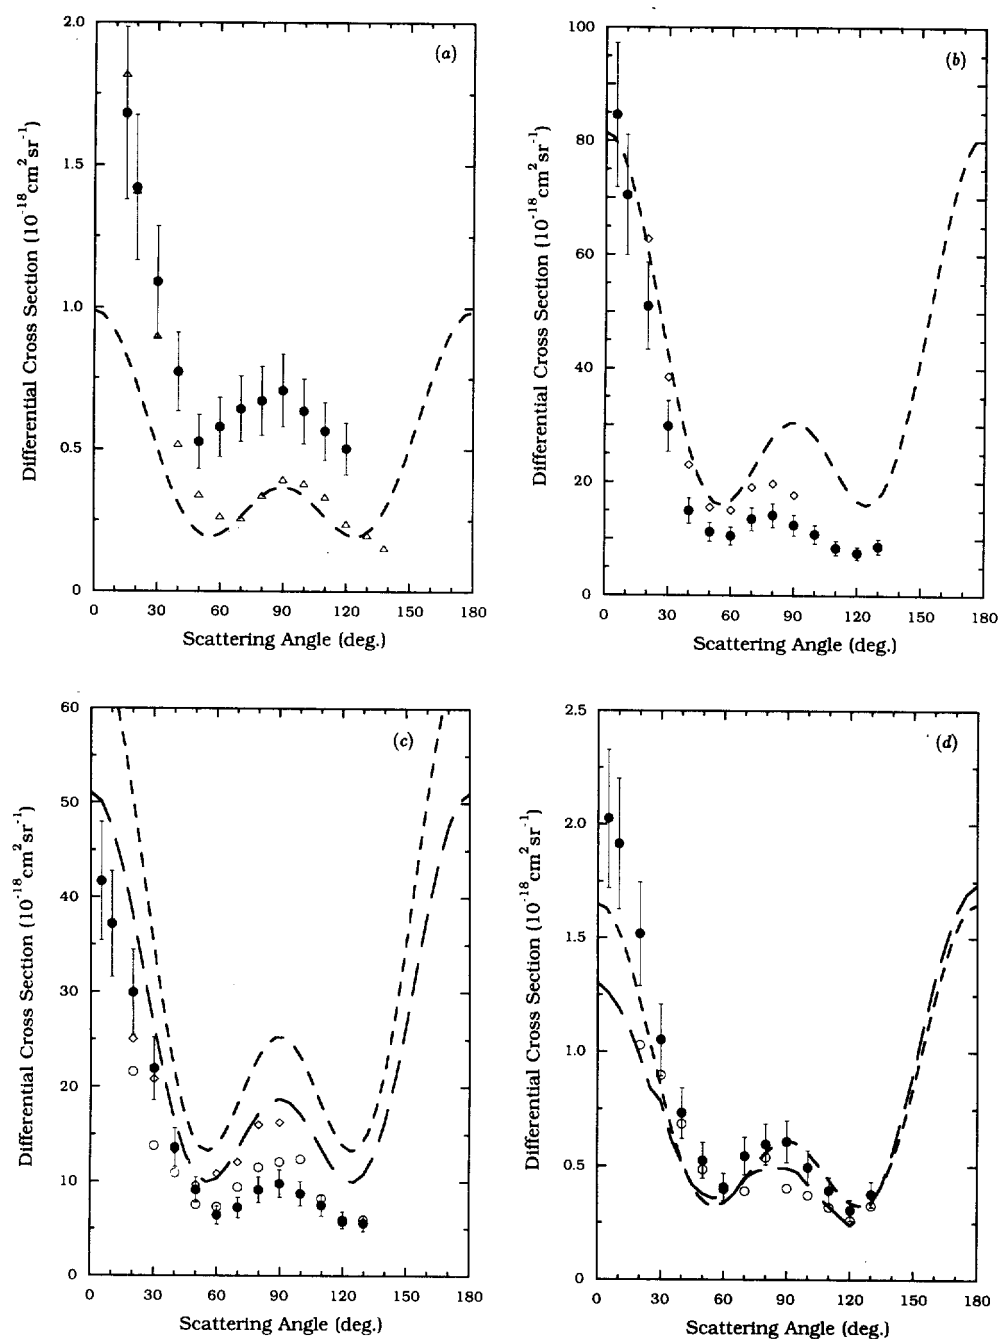 (a)
Differential Cross Section (10⁻¹⁸cm²sr⁻¹)
2.0
1.5
1.0
0.5
0
0 30 60 90 120 150 180
Scattering Angle (deg.)
(b)
Differential Cross Section (10⁻¹⁸cm²sr⁻¹)
100
80
60
40
20
0
0 30 60 90 120 150 180
Scattering Angle (deg.)
(c)
Differential Cross Section (10⁻¹⁸cm²sr⁻¹)
60
50
40
30
20
10
0
0 30 60 90 120 150 180
Scattering Angle (deg.)
(d)
Differential Cross Section (10⁻¹⁸cm²sr⁻¹)
2.5
2.0
1.5
1.0
0.5
0
0 30 60 90 120 150 180
Scattering Angle (deg.)